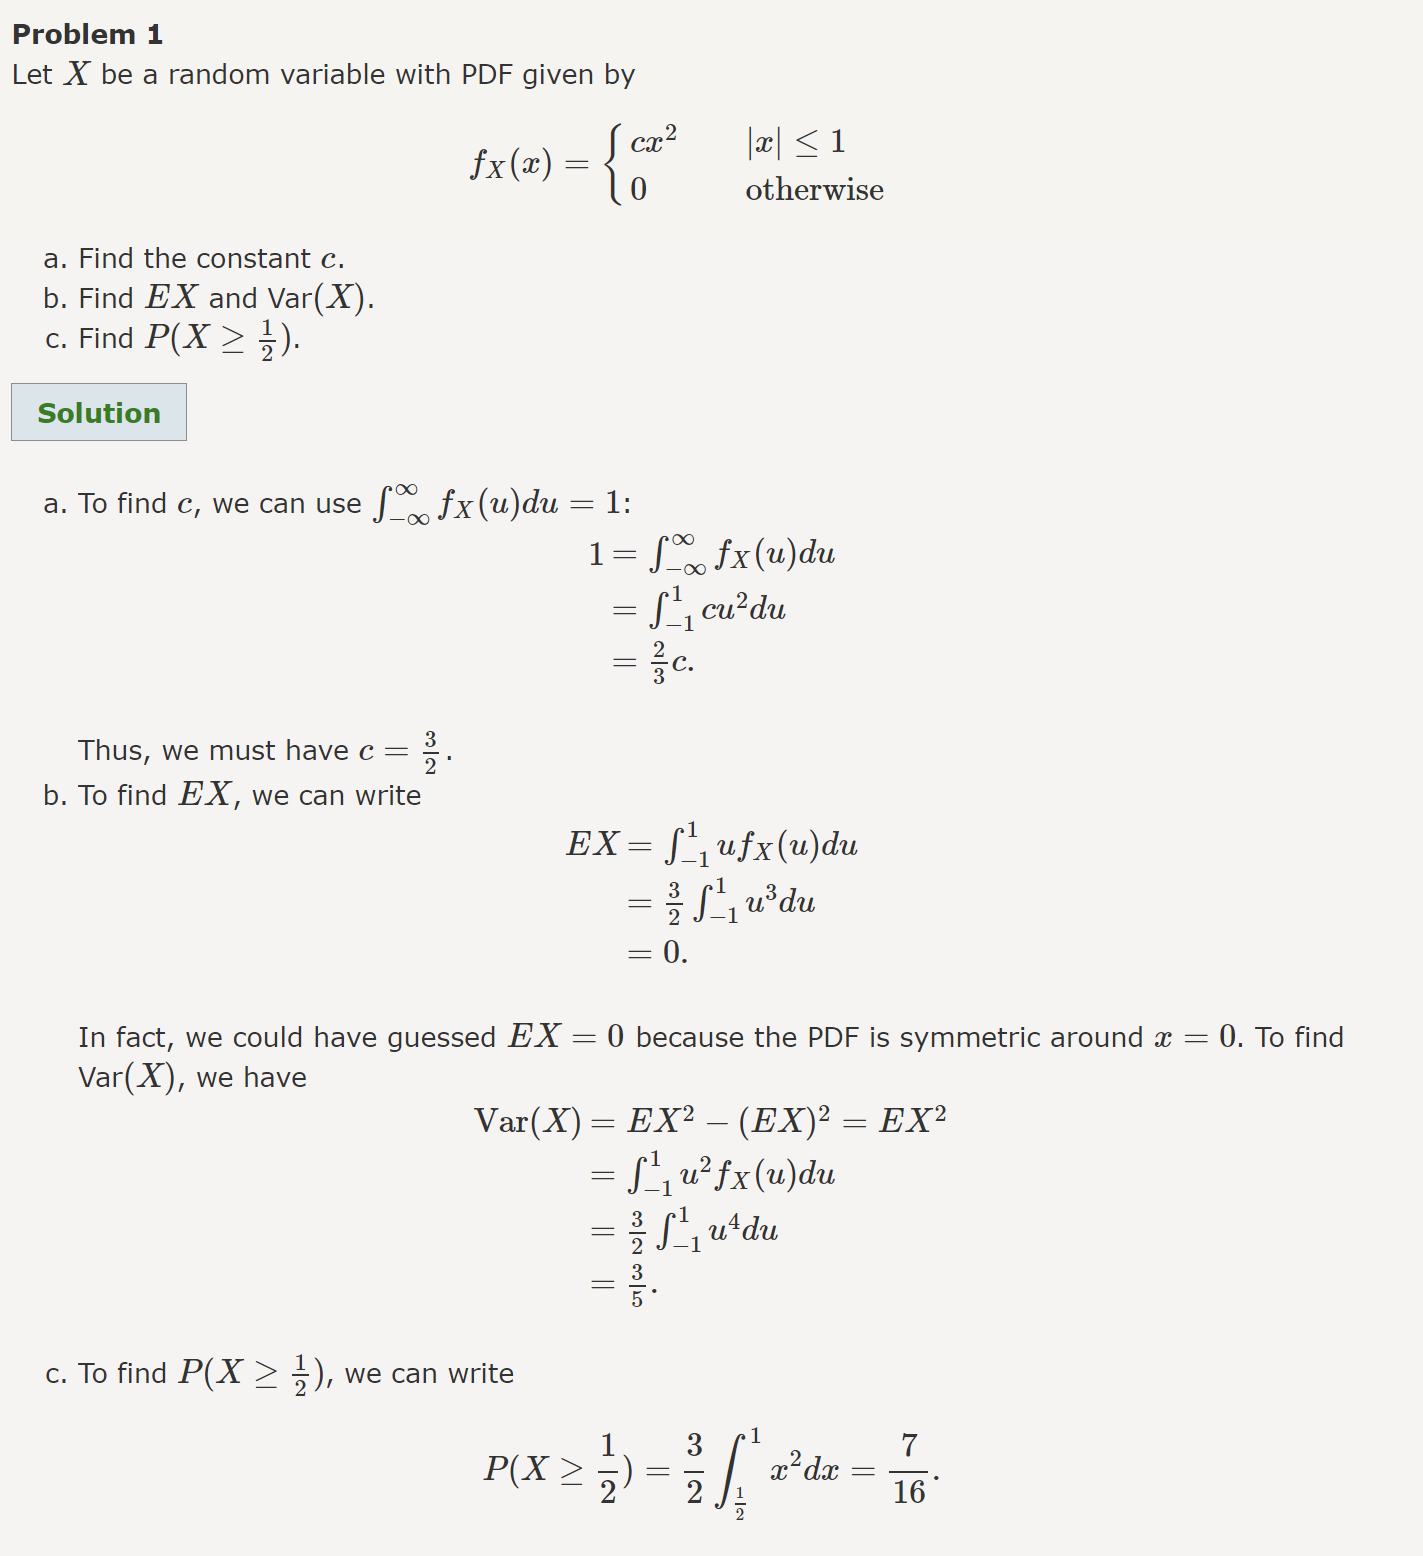 Problem 1
Let $X$ be a random variable with PDF given by
$$f_X(x) = \begin{cases} cx^2 & |x| \leq 1 \\ 0 & \text{otherwise} \end{cases}$$
a. Find the constant $c$.
b. Find $EX$ and Var$(X)$.
c. Find $P(X \geq \frac{1}{2})$.
Solution
a. To find $c$, we can use $\int_{-\infty}^{\infty} f_X(u)du = 1$:
$1 = \int_{-\infty}^{\infty} f_X(u)du$
$= \int_{-1}^{1} cu^2 du$
$= \frac{2}{3}c.$
Thus, we must have $c = \frac{3}{2}$.
b. To find $EX$, we can write
$EX = \int_{-1}^{1} u f_X(u)du$
$= \frac{3}{2} \int_{-1}^{1} u^3 du$
$= 0.$
In fact, we could have guessed $EX = 0$ because the PDF is symmetric around $x = 0$. To find
Var$(X)$, we have
$\text{Var}(X) = EX^2 - (EX)^2 = EX^2$
$= \int_{-1}^{1} u^2 f_X(u)du$
$= \frac{3}{2} \int_{-1}^{1} u^4 du$
$= \frac{3}{5}.$
c. To find $P(X \geq \frac{1}{2})$, we can write
$$P(X \geq \frac{1}{2}) = \frac{3}{2} \int_{\frac{1}{2}}^{1} x^2 dx = \frac{7}{16}.$$